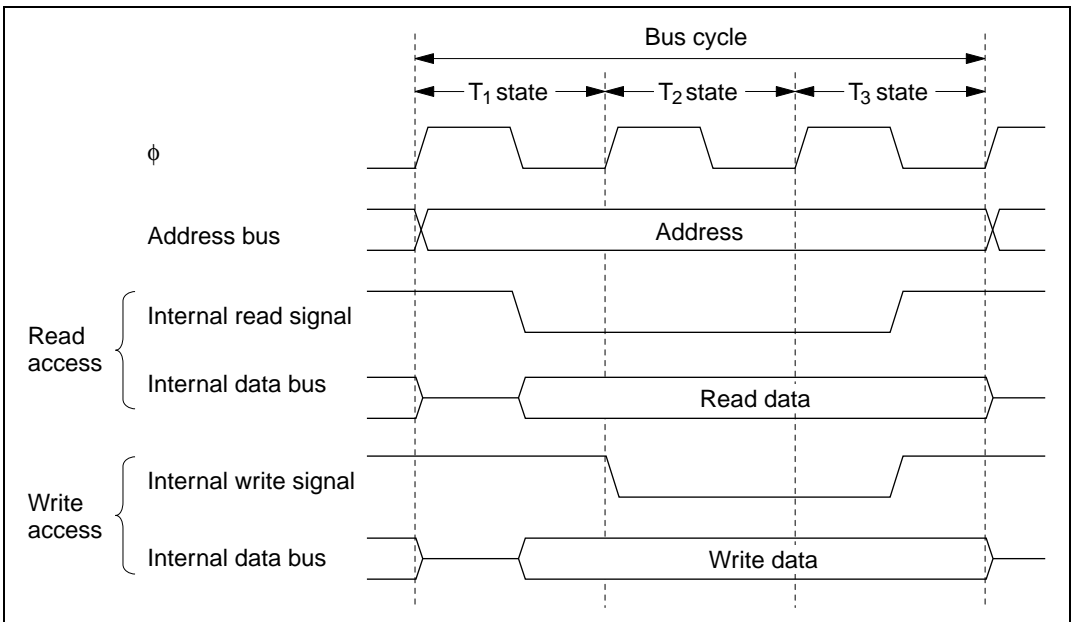 Bus cycle
T1 state T2 state T3 state
ϕ
Address bus
Address
Read access
Internal read signal
Internal data bus
Read data
Write access
Internal write signal
Internal data bus
Write data